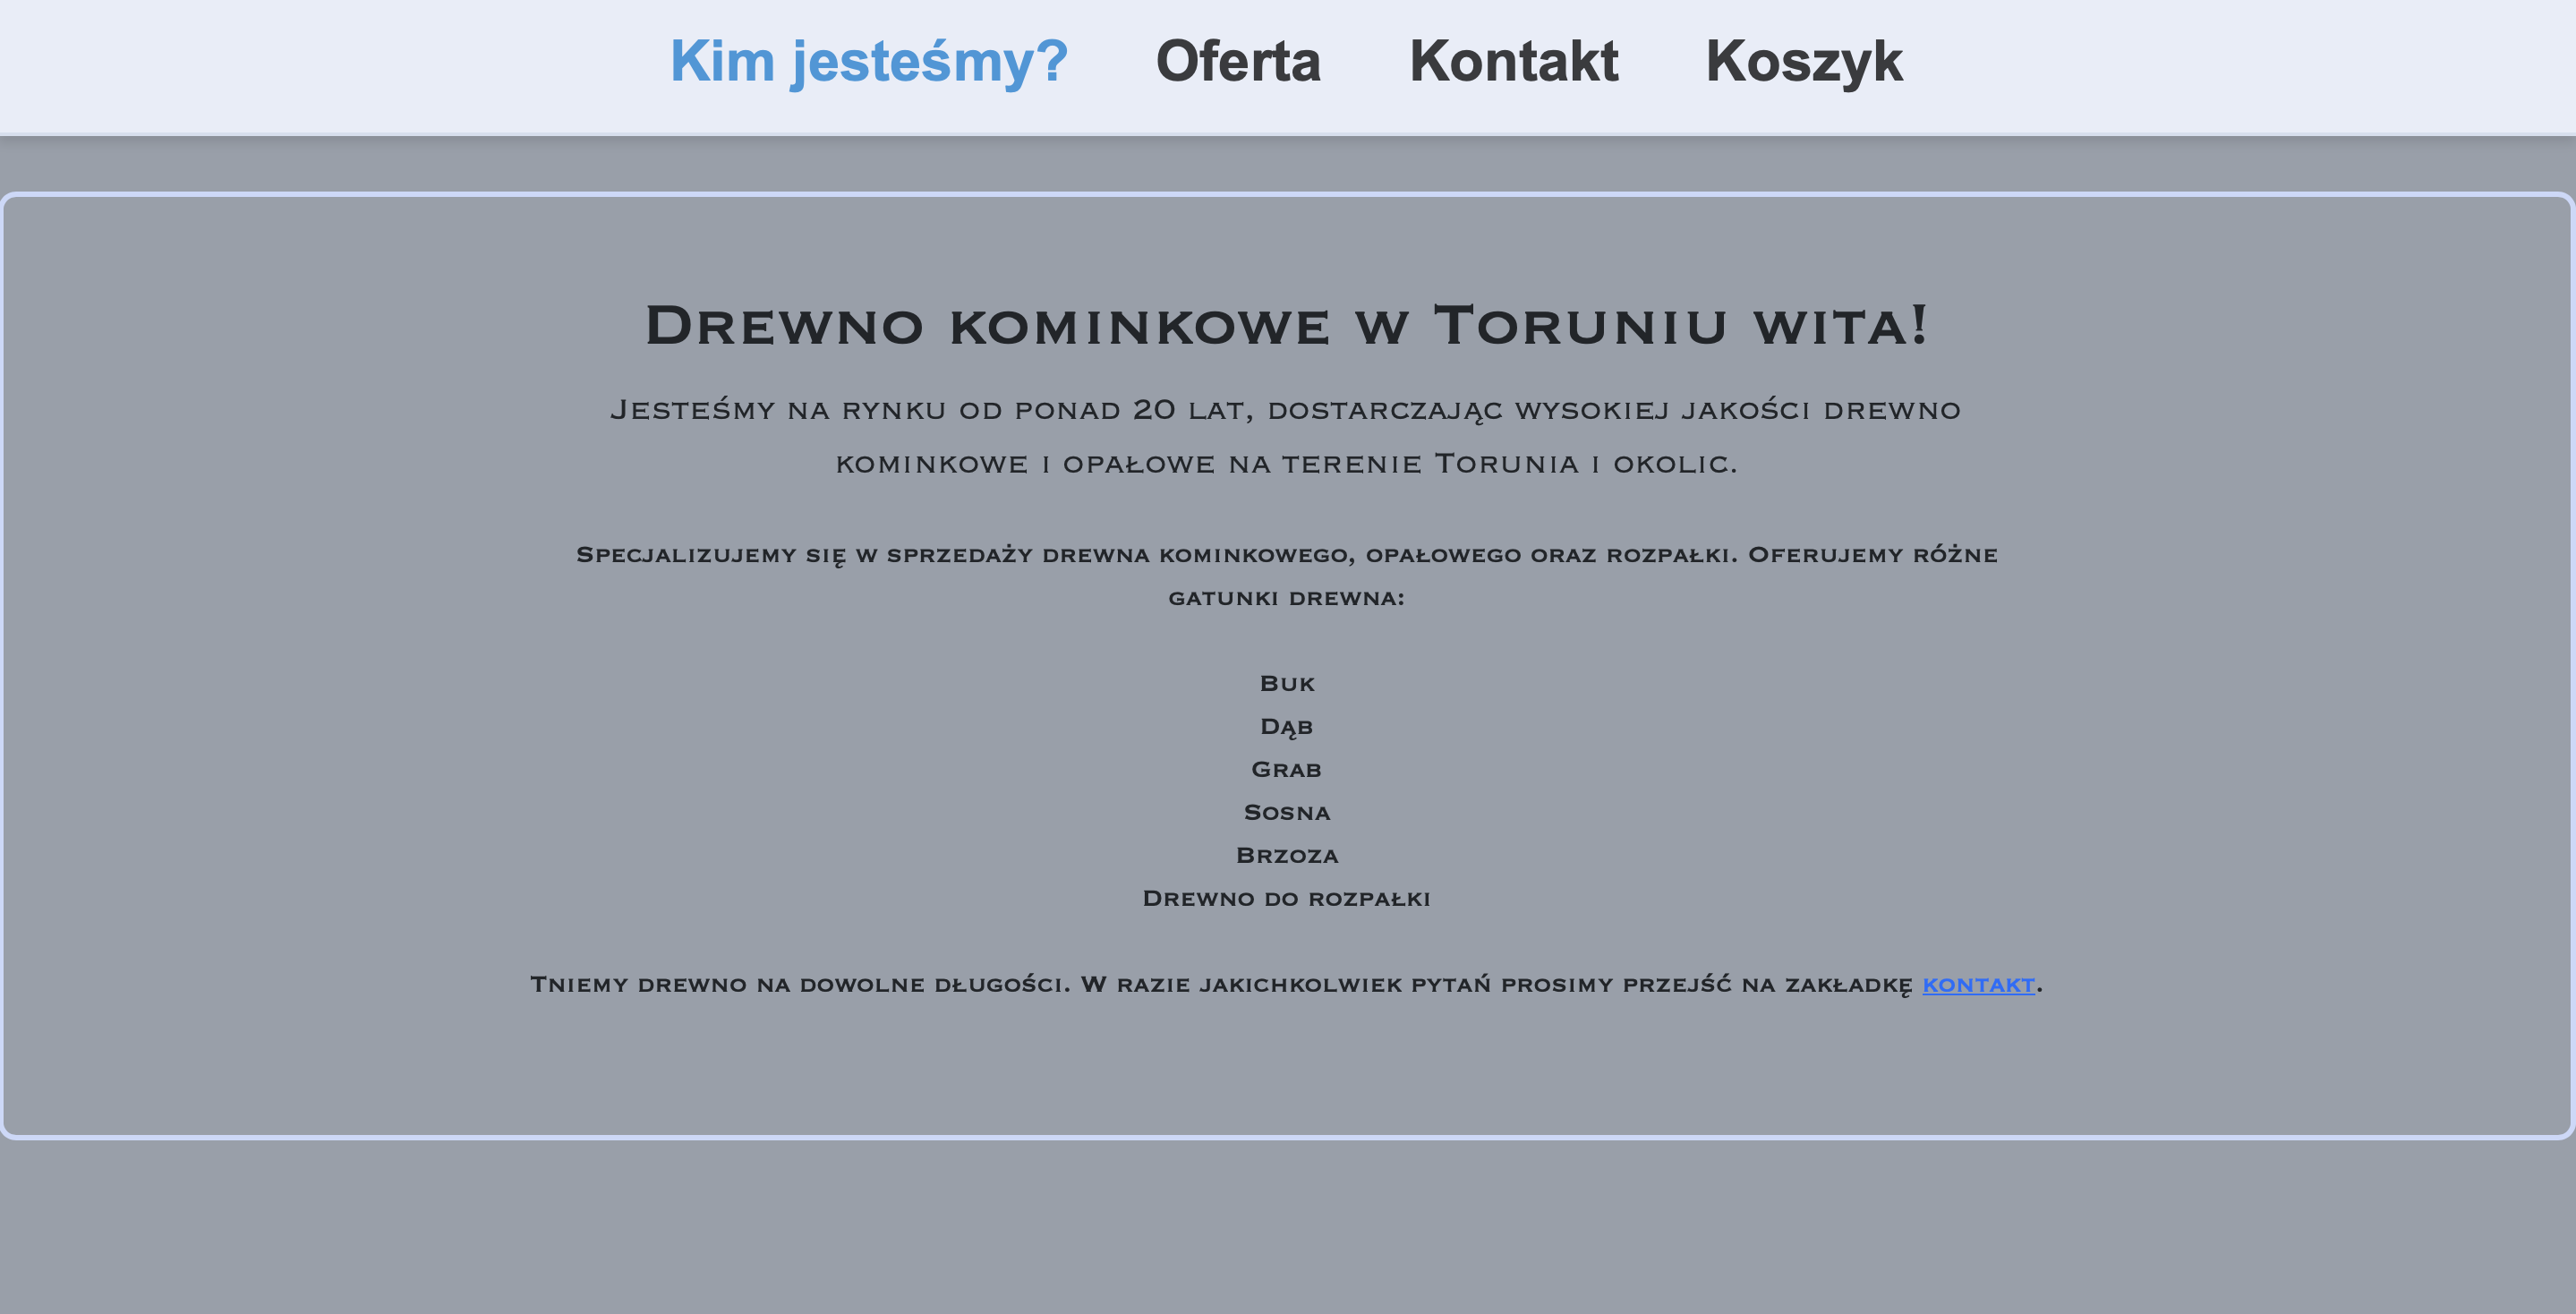 Kim jesteśmy? Oferta Kontakt Koszyk
Drewno kominkowe w Toruniu wita!
Jesteśmy na rynku od ponad 20 lat, dostarczając wysokiej jakości drewno
kominkowe i opałowe na terenie Torunia i okolic.
Specjalizujemy się w sprzedaży drewna kominkowego, opałowego oraz rozpałki. Oferujemy różne
gatunki drewna:
Buk
Dąb
Grab
Sosna
Brzoza
Drewno do rozpałki
Tniemy drewno na dowolne długości. W razie jakichkolwiek pytań prosimy przejść na zakładkę kontakt.